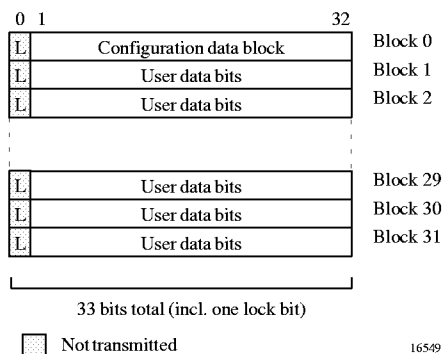 0 1 32
L Configuration data block Block 0
L User data bits Block 1
L User data bits Block 2
L User data bits Block 29
L User data bits Block 30
L User data bits Block 31
33 bits total (incl. one lock bit)
Not transmitted 16549